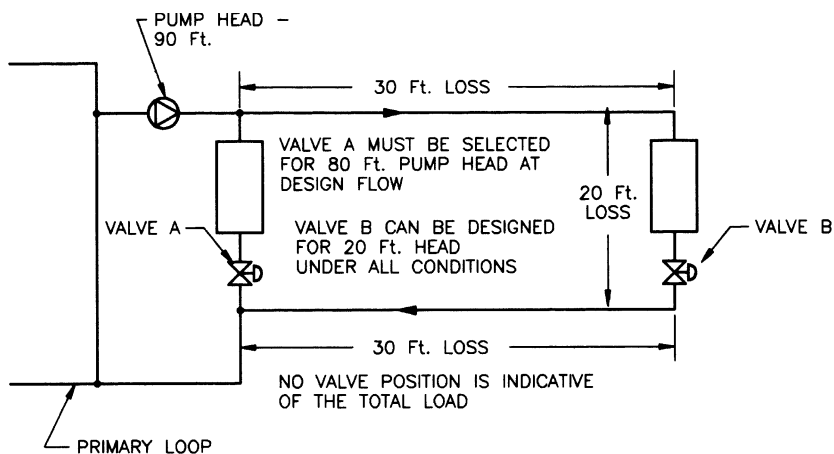 PUMP HEAD –
90 Ft.
30 Ft. LOSS
VALVE A MUST BE SELECTED
FOR 80 Ft. PUMP HEAD AT
DESIGN FLOW
20 Ft.
LOSS
VALVE A
VALVE B CAN BE DESIGNED
FOR 20 Ft. HEAD
UNDER ALL CONDITIONS
VALVE B
30 Ft. LOSS
NO VALVE POSITION IS INDICATIVE
OF THE TOTAL LOAD
PRIMARY LOOP